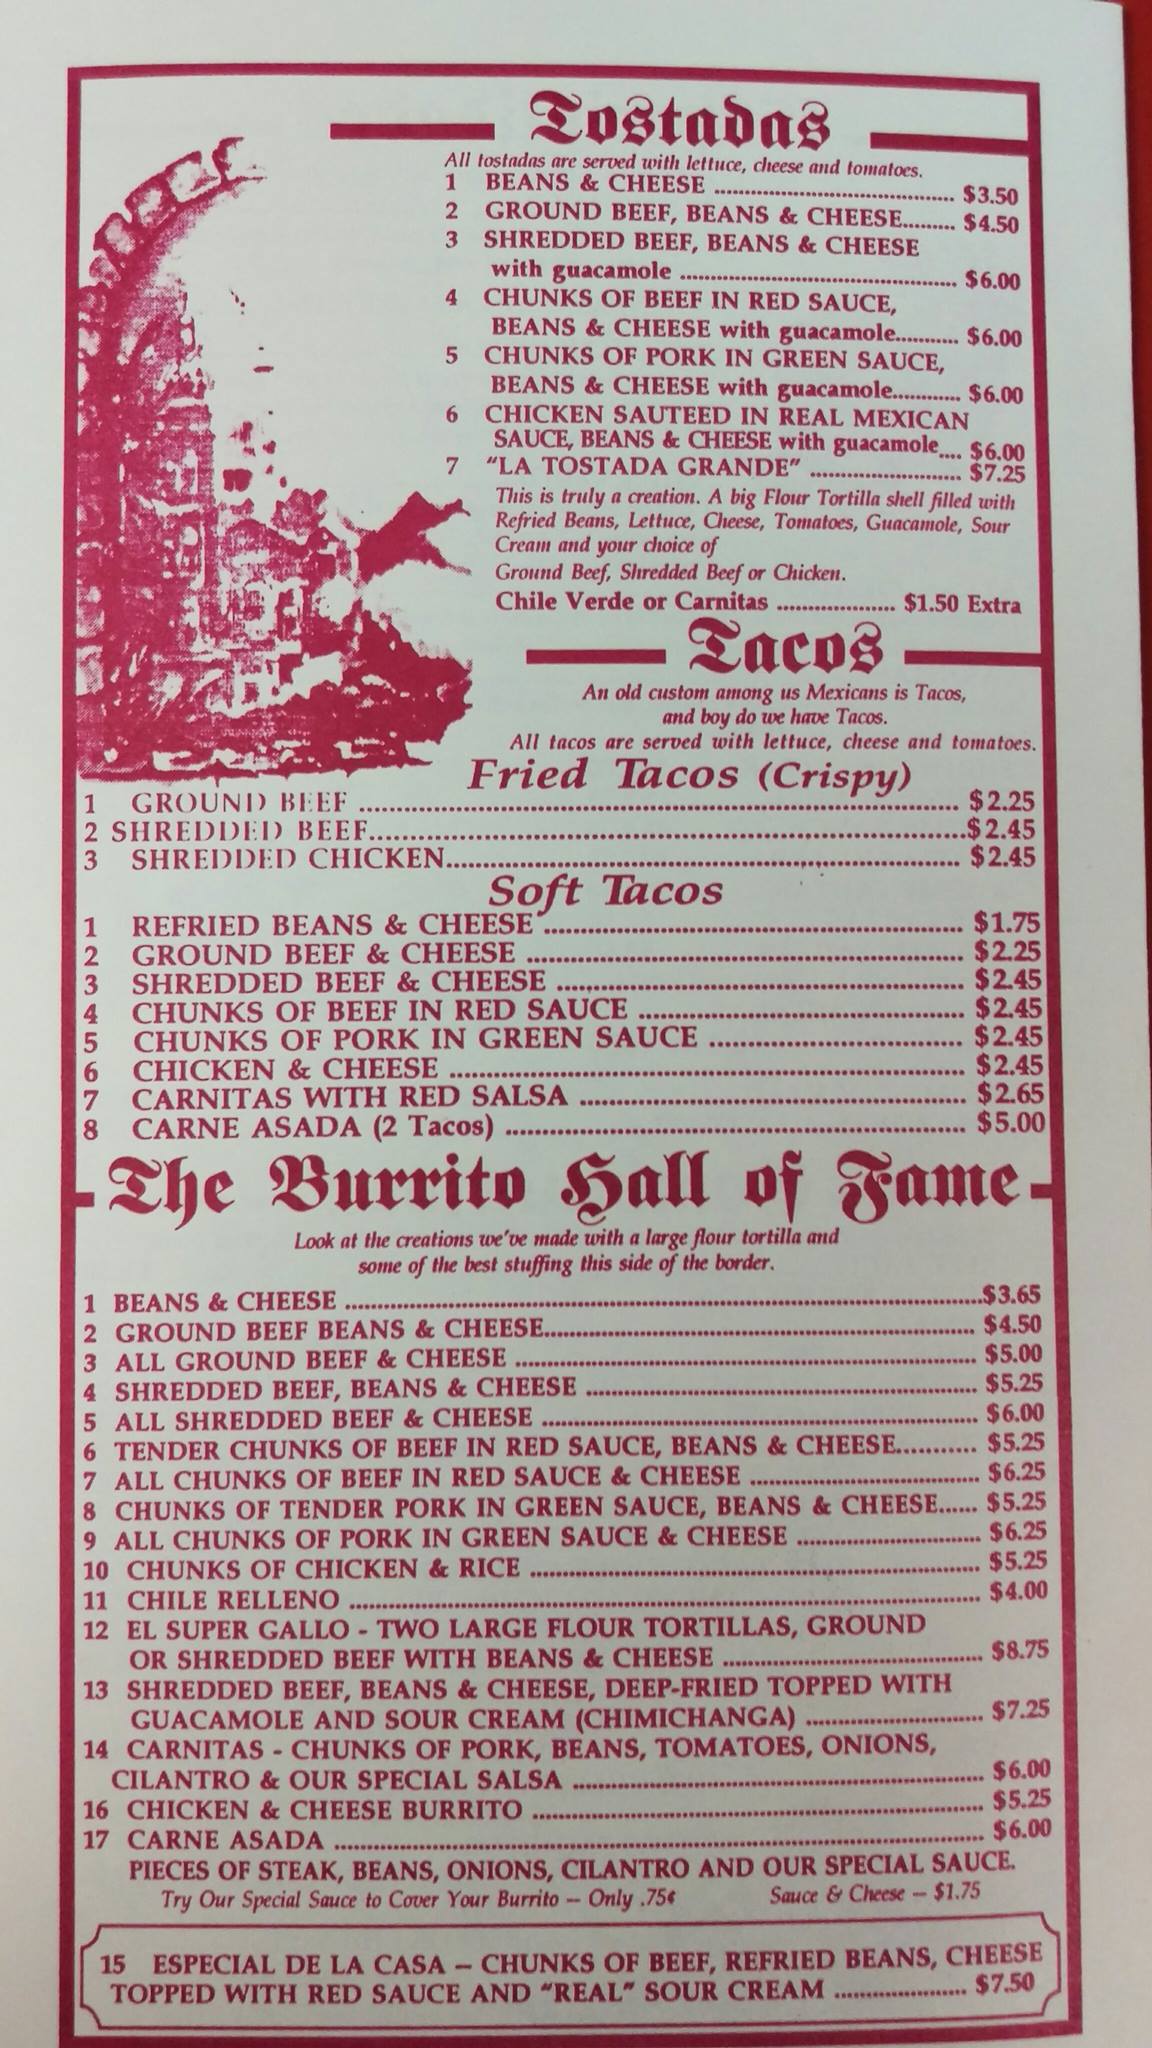 Tostadas
All tostadas are served with lettuce, cheese and tomatoes.
1 BEANS & CHEESE ........................................ $3.50
2 GROUND BEEF, BEANS & CHEESE......... $4.50
3 SHREDDED BEEF, BEANS & CHEESE
with guacamole .............................................. $6.00
4 CHUNKS OF BEEF IN RED SAUCE,
BEANS & CHEESE with guacamole........... $6.00
5 CHUNKS OF PORK IN GREEN SAUCE,
BEANS & CHEESE with guacamole............ $6.00
6 CHICKEN SAUTEED IN REAL MEXICAN
SAUCE, BEANS & CHEESE with guacamole.... $6.00
7 "LA TOSTADA GRANDE" ......................... $7.25
This is truly a creation. A big Flour Tortilla shell filled with
Refried Beans, Lettuce, Cheese, Tomatoes, Guacamole, Sour
Cream and your choice of
Ground Beef, Shredded Beef or Chicken.
Chile Verde or Carnitas .................... $1.50 Extra
Tacos
An old custom among us Mexicans is Tacos,
and boy do we have Tacos.
All tacos are served with lettuce, cheese and tomatoes.
Fried Tacos (Crispy)
1 GROUND BEEF .................................................. $2.25
2 SHREDDED BEEF.................................................. $2.45
3 SHREDDED CHICKEN.................................................. $2.45
Soft Tacos
1 REFRIED BEANS & CHEESE .................................................. $1.75
2 GROUND BEEF & CHEESE .................................................. $2.25
3 SHREDDED BEEF & CHEESE .................................................. $2.45
4 CHUNKS OF BEEF IN RED SAUCE .................................................. $2.45
5 CHUNKS OF PORK IN GREEN SAUCE ........................................ $2.45
6 CHICKEN & CHEESE .................................................. $2.45
7 CARNITAS WITH RED SALSA .................................................. $2.65
8 CARNE ASADA (2 Tacos) .................................................. $5.00
The Burrito Hall of Fame
Look at the creations we've made with a large flour tortilla and
some of the best stuffing this side of the border.
1 BEANS & CHEESE ..................................................$3.65
2 GROUND BEEF BEANS & CHEESE.................................................. $4.50
3 ALL GROUND BEEF & CHEESE .................................................. $5.00
4 SHREDDED BEEF, BEANS & CHEESE .................................................. $5.25
5 ALL SHREDDED BEEF & CHEESE .................................................. $6.00
6 TENDER CHUNKS OF BEEF IN RED SAUCE, BEANS & CHEESE........... $5.25
7 ALL CHUNKS OF BEEF IN RED SAUCE & CHEESE .................................... $6.25
8 CHUNKS OF TENDER PORK IN GREEN SAUCE, BEANS & CHEESE...... $5.25
9 ALL CHUNKS OF PORK IN GREEN SAUCE & CHEESE ............................. $6.25
10 CHUNKS OF CHICKEN & RICE .................................................. $5.25
11 CHILE RELLENO .................................................. $4.00
12 EL SUPER GALLO - TWO LARGE FLOUR TORTILLAS, GROUND
OR SHREDDED BEEF WITH BEANS & CHEESE ......................................... $8.75
13 SHREDDED BEEF, BEANS & CHEESE, DEEP-FRIED TOPPED WITH
GUACAMOLE AND SOUR CREAM (CHIMICHANGA) ............................ $7.25
14 CARNITAS - CHUNKS OF PORK, BEANS, TOMATOES, ONIONS,
CILANTRO & OUR SPECIAL SALSA .................................................. $6.00
16 CHICKEN & CHEESE BURRITO .................................................. $5.25
17 CARNE ASADA .................................................. $6.00
PIECES OF STEAK, BEANS, ONIONS, CILANTRO AND OUR SPECIAL SAUCE.
Try Our Special Sauce to Cover Your Burrito – Only .75¢ Sauce & Cheese – $1.75
15 ESPECIAL DE LA CASA – CHUNKS OF BEEF, REFRIED BEANS, CHEESE
TOPPED WITH RED SAUCE AND "REAL" SOUR CREAM ..................... $7.50